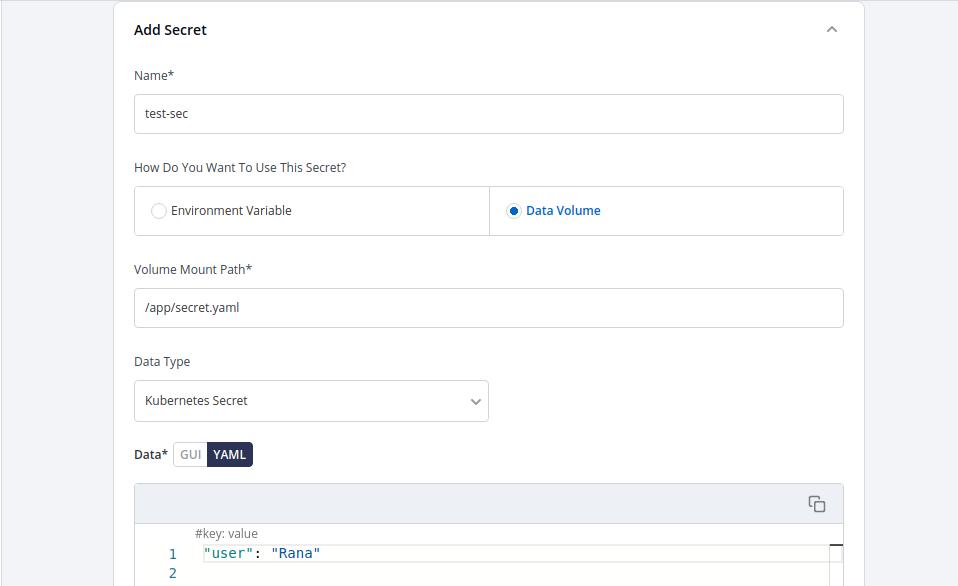 Add Secret
Name*
test-sec
How Do You Want To Use This Secret?
Environment Variable
Data Volume
Volume Mount Path*
/app/secret.yaml
Data Type
Kubernetes Secret
Data* GUI YAML
#key: value
1 "user": "Rana"
2